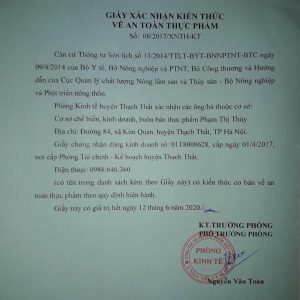 GIẤY XÁC NHẬN KIẾN THỨC
VỀ AN TOÀN THỰC PHẨM
Số: 08/2017/XNTH-KT
Căn cứ Thông tư liên tịch số 13/2014/TTLT-BYT-BNNPTNT-BTC ngày
09/4/2014 của Bộ Y tế, Bộ Nông nghiệp và PTNT, Bộ Công thương và Hướng
dẫn của Cục Quản lý chất lượng Nông lâm sản và Thủy sản - Bộ Nông nghiệp
và Phát triển nông thôn.
Phòng Kinh tế huyện Thạch Thất xác nhận các ông/bà thuộc cơ sở:
Cơ sở chế biến, kinh doanh, buôn bán thực phẩm Phạm Thị Thúy
Địa chỉ: Đường 84, xã Kim Quan, huyện Thạch Thất, TP Hà Nội.
Giấy chứng nhận đăng kinh doanh số: 01T8008628, cấp ngày 01/4/2017,
nơi cấp Phòng Tài chính - Kế hoạch huyện Thạch Thất.
Điện thoại: 0988.646.360
(có tên trong danh sách kèm theo Giấy này) có kiến thức cơ bản về an
toàn thực phẩm theo quy định hiện hành.
Giấy này có giá trị hết ngày 12 tháng 6 năm 2020./.
KT.TRƯỞNG PHÒNG
PHÓ TRƯỞNG PHÒNG
PHÒNG
KINH TẾ
Nguyễn Văn Toàn